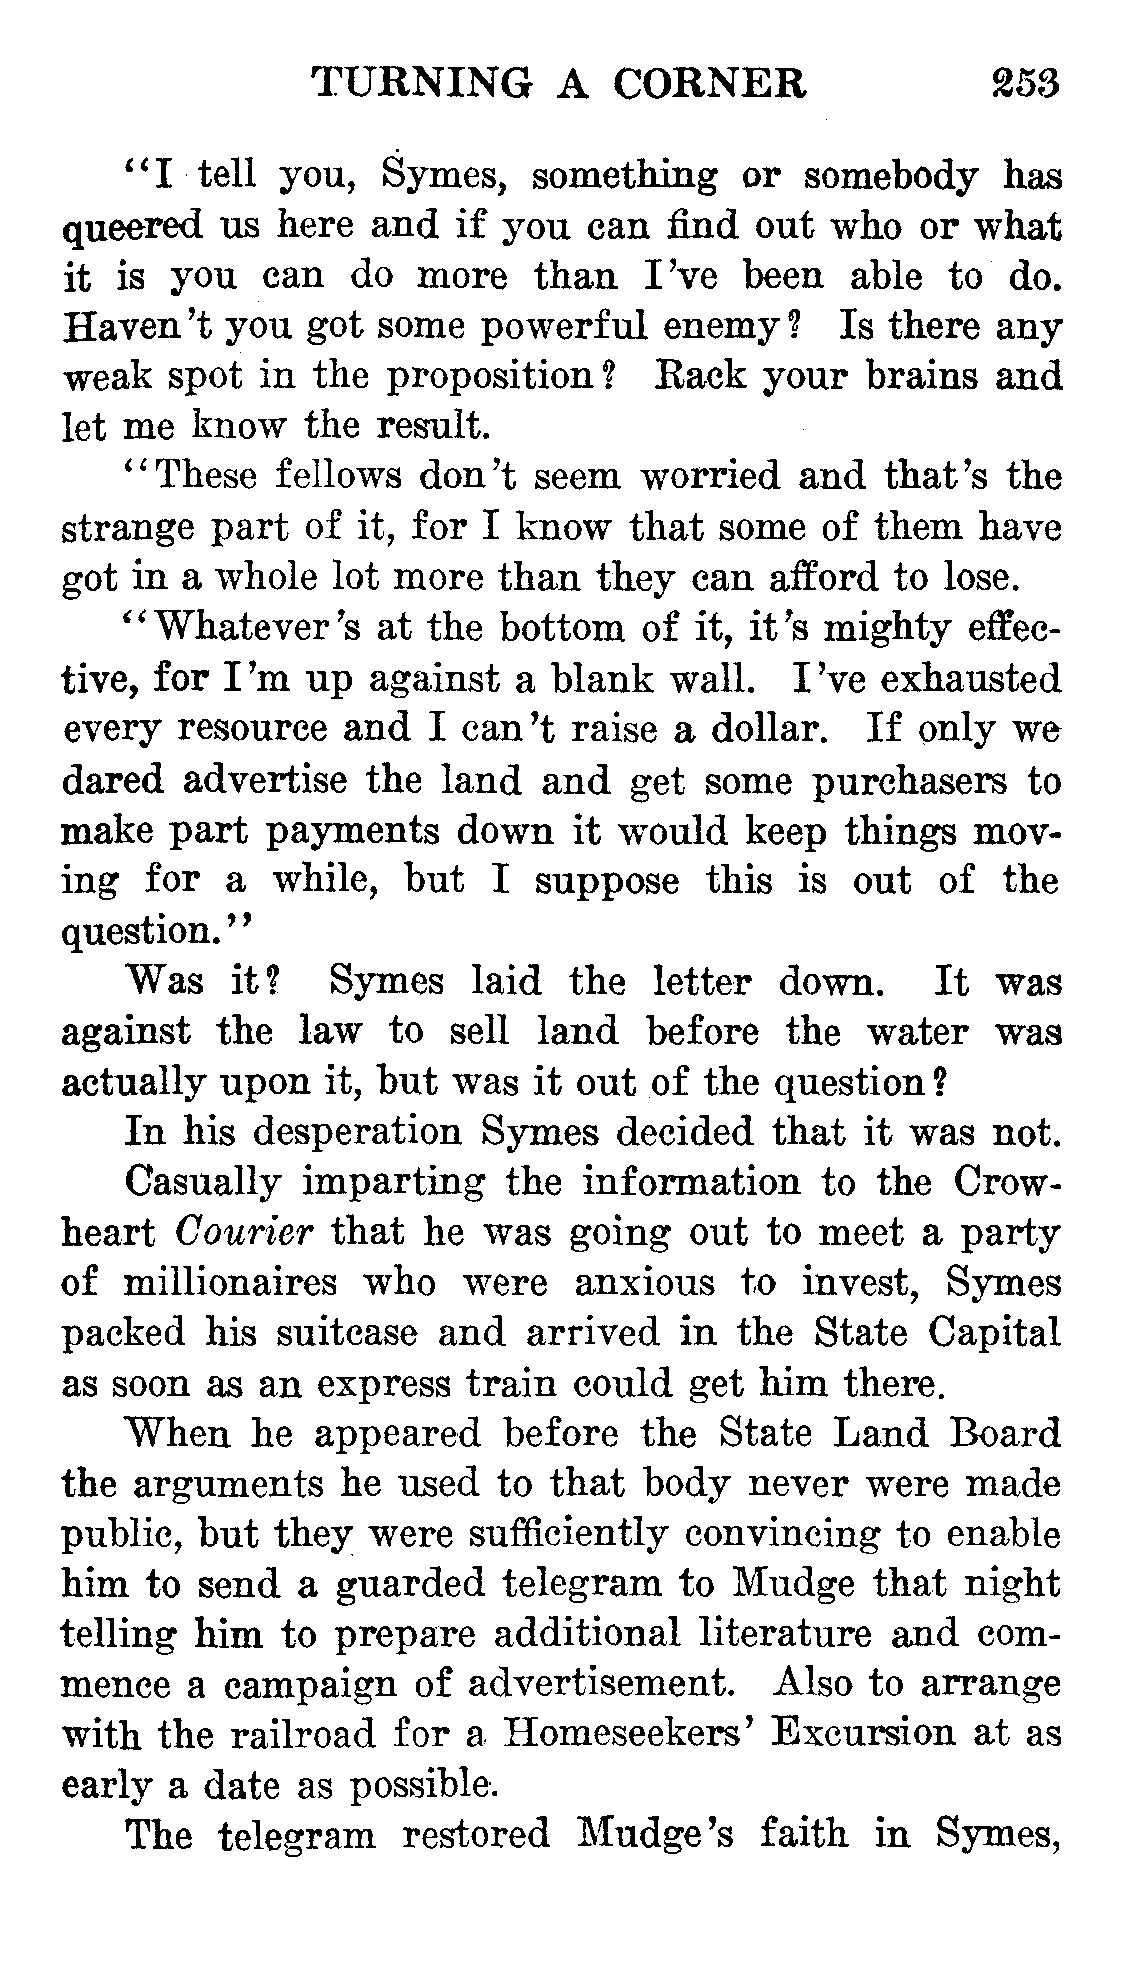 TURNING A CORNER 253
"I tell you, Symes, something or somebody has
queered us here and if you can find out who or what
it is you can do more than I've been able to do.
Haven't you got some powerful enemy? Is there any
weak spot in the proposition? Rack your brains and
let me know the result.
"These fellows don't seem worried and that's the
strange part of it, for I know that some of them have
got in a whole lot more than they can afford to lose.
"Whatever's at the bottom of it, it's mighty effec-
tive, for I'm up against a blank wall. I've exhausted
every resource and I can't raise a dollar. If only we
dared advertise the land and get some purchasers to
make part payments down it would keep things mov-
ing for a while, but I suppose this is out of the
question."
Was it? Symes laid the letter down. It was
against the law to sell land before the water was
actually upon it, but was it out of the question?
In his desperation Symes decided that it was not.
Casually imparting the information to the Crow-
heart Courier that he was going out to meet a party
of millionaires who were anxious to invest, Symes
packed his suitcase and arrived in the State Capital
as soon as an express train could get him there.
When he appeared before the State Land Board
the arguments he used to that body never were made
public, but they were sufficiently convincing to enable
him to send a guarded telegram to Mudge that night
telling him to prepare additional literature and com-
mence a campaign of advertisement. Also to arrange
with the railroad for a Homeseekers' Excursion at as
early a date as possible.
The telegram restored Mudge's faith in Symes,